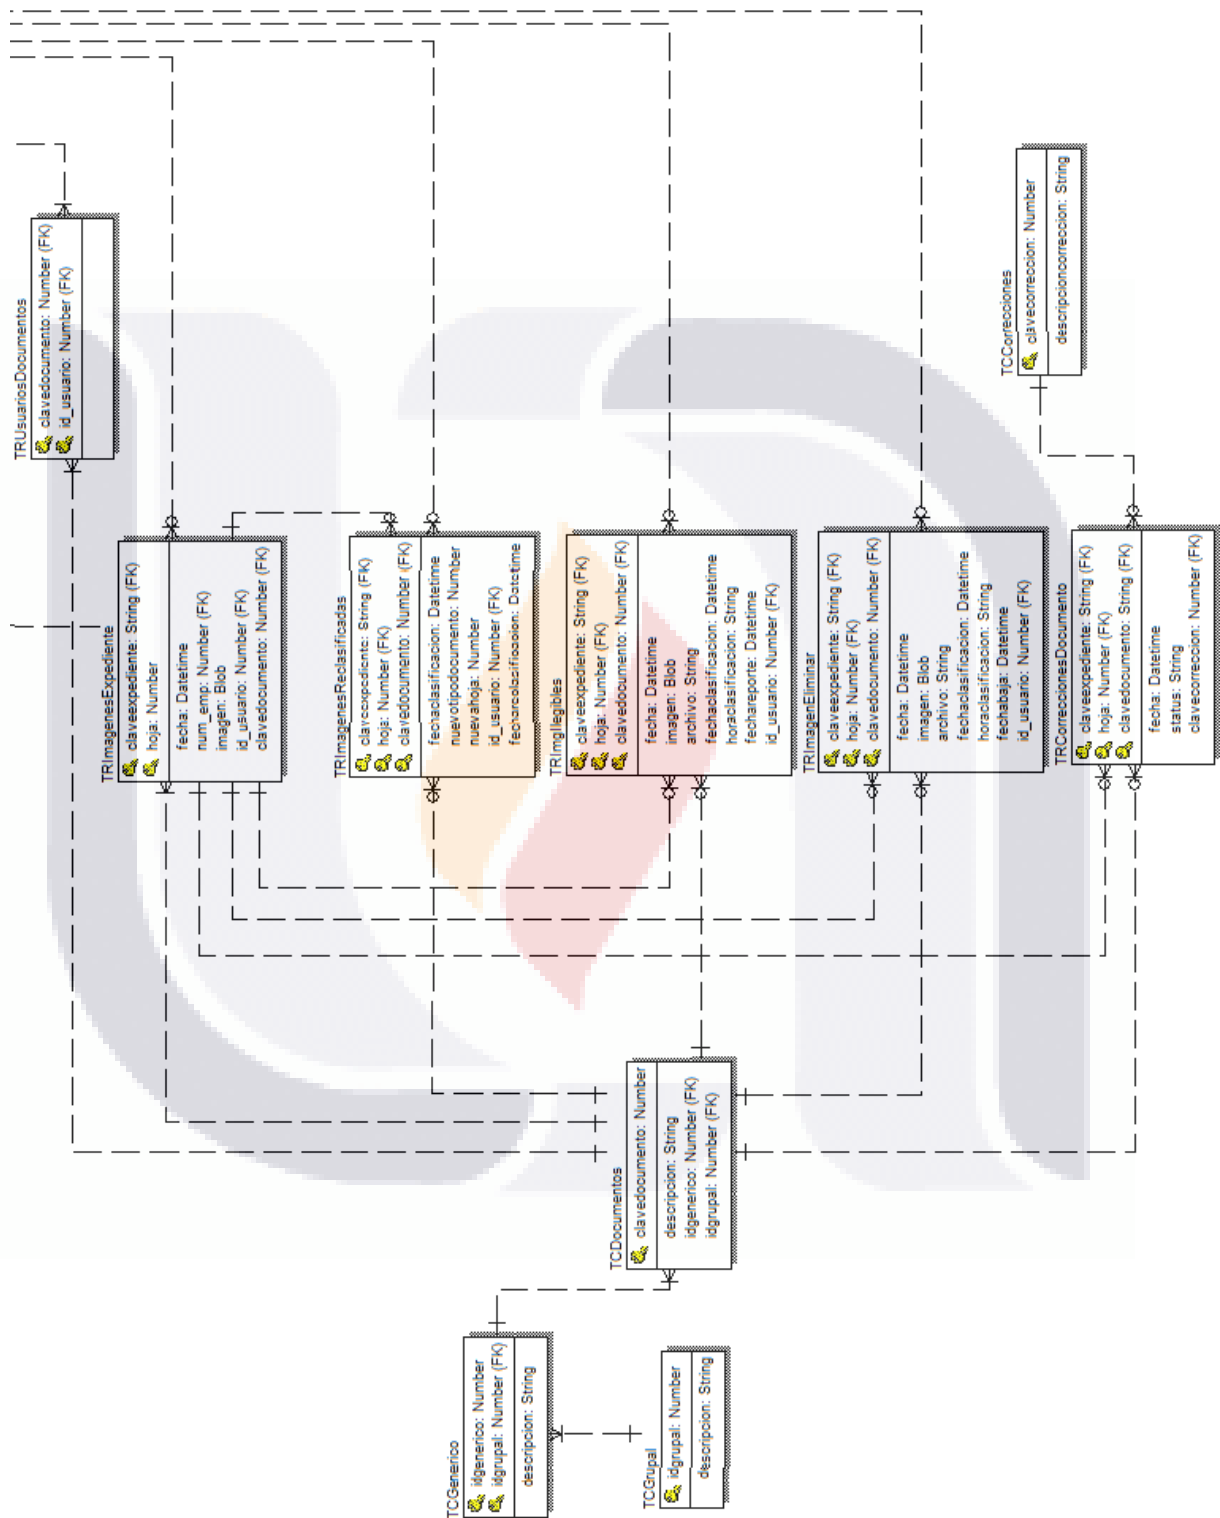 TRUsuariosDocumentos
clavedocumento: Number (FK)
id_usuario: Number (FK)
TRImagenesExpediente
claveexpediente: String (FK)
hoja: Number
fecha: Datetime
num_emp: Number (FK)
imagen: Blob
id_usuario: Number (FK)
clavedocumento: Number (FK)
TRImagenesReclasificadas
claveexpediente: String (FK)
hoja: Number (FK)
clavedocumento: Number (FK)
fechaclasificacion: Datetime
nuevotipodocumento: Number
nuevahoja: Number
id_usuario: Number (FK)
fechareclasificacion: Datetime
TRImgIlegibles
claveexpediente: String (FK)
hoja: Number (FK)
clavedocumento: Number (FK)
fecha: Datetime
imagen: Blob
archivo: String
fechaclasificacion: Datetime
horaclasificacion: String
fechareporte: Datetime
id_usuario: Number (FK)
TRImagenEliminar
claveexpediente: String (FK)
hoja: Number (FK)
clavedocumento: Number (FK)
fecha: Datetime
imagen: Blob
archivo: String
fechaclasificacion: Datetime
horaclasificacion: String
fechabaja: Datetime
id_usuario: Number (FK)
TRCorreccionesDocumento
claveexpediente: String (FK)
hoja: Number (FK)
clavedocumento: String (FK)
fecha: Datetime
status: String
clavecorreccion: Number (FK)
TCCorrecciones
clavecorreccion: Number
descripcioncorreccion: String
TCDocumentos
clavedocumento: Number
descripcion: String
idgenerico: Number (FK)
idgrupal: Number (FK)
TCGenerico
idgenerico: Number
idgrupal: Number (FK)
descripcion: String
TCGrupal
idgrupal: Number
descripcion: String